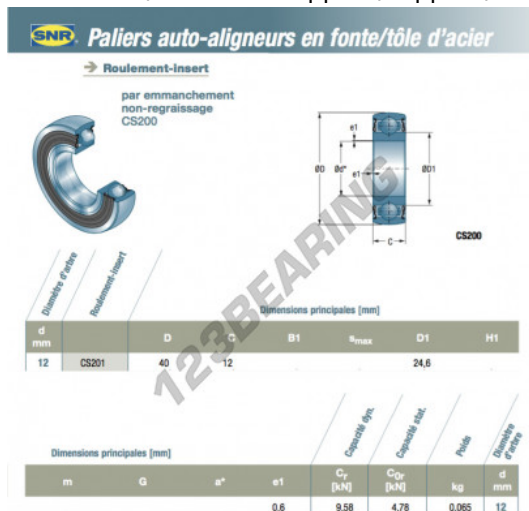 SNR Paliers auto-aligneurs en fonte/tôle d'acier
→ Roulement-insert
par emmanchement
non-regraissage
CS200
e1
ØD
Ød*
ØD1
e1
C
CS200
123BEARING
Diamètre d'arbre
Roulement-insert
Dimensions principales [mm]
d mm D C B1 smax D1 H1
12 CS201 40 12 24,6
Dimensions principales [mm]
Capacité dyn.
Capacité stat.
Poids
Diamètre d'arbre
m G a* e1 Cr [kN] C0r [kN] kg d mm
0.6 9.58 4.78 0.065 12